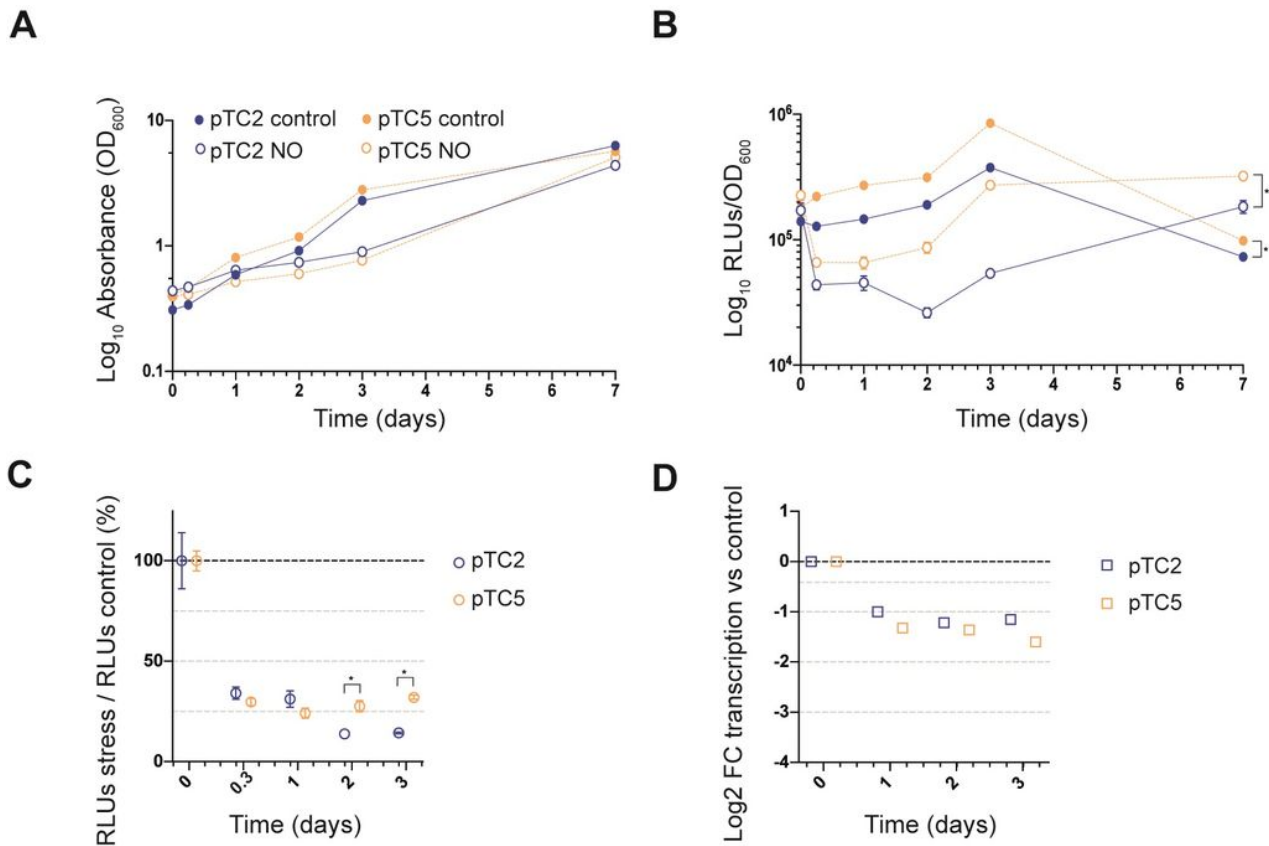 A
B
Log10 Absorbance (OD600)
10
1
0.1
pTC2 control
pTC5 control
pTC2 NO
pTC5 NO
0 1 2 3 4 5 6 7
Time (days)
Log10 RLUs/OD600
10^6
10^5
10^4
*
*
0 1 2 3 4 5 6 7
Time (days)
C
D
RLUs stress / RLUs control (%)
100
50
0
* *
0 0.3 1 2 3
Time (days)
pTC2
pTC5
Log2 FC transcription vs control
1
0
-1
-2
-3
-4
0 1 2 3
Time (days)
pTC2
pTC5